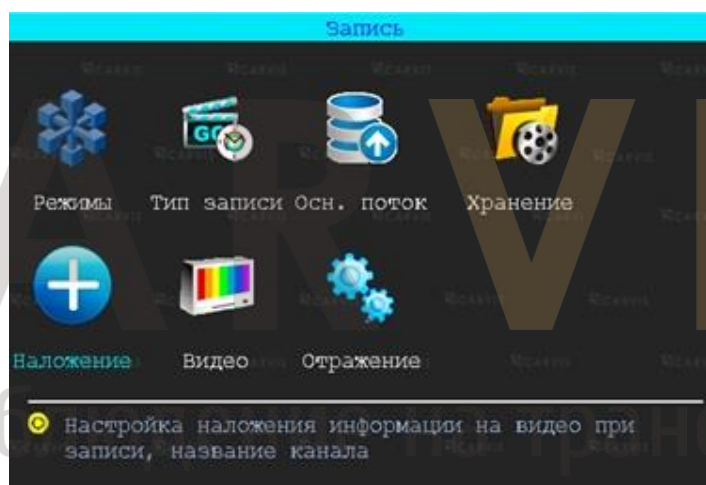 Запись
Режимы
Тип записи
Осн. поток
Хранение
GO
Наложение
Видео
Отражение
Настройка наложения информации на видео при
записи, название канала